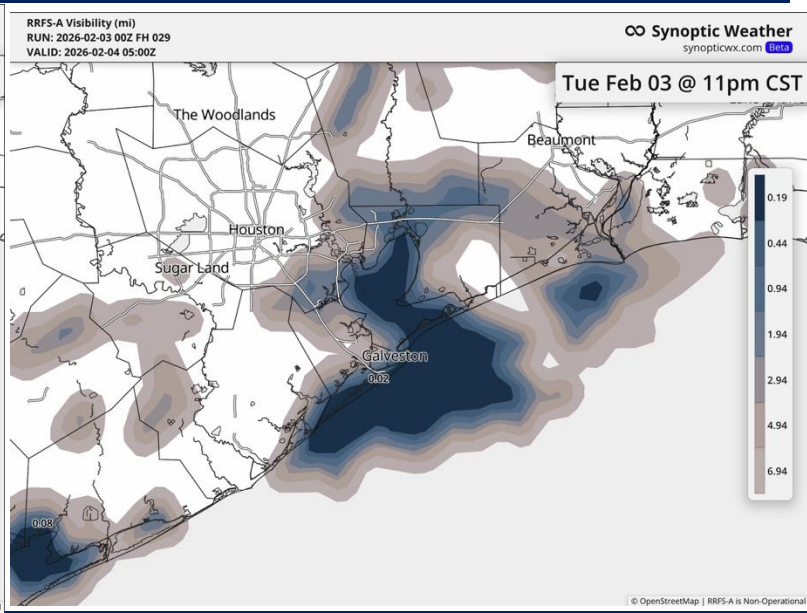 RRFS-A Visibility (mi)
RUN: 2026-02-03 00Z FH 029
VALID: 2026-02-04 05:00Z
Synoptic Weather
synopticwx.com Beta
Tue Feb 03 @ 11pm CST
The Woodlands
Beaumont
Houston
Sugar Land
Galveston
0.02
0.08
0.19
0.44
0.94
1.94
2.94
4.94
6.94
© OpenStreetMap | RRFS-A is Non-Operational